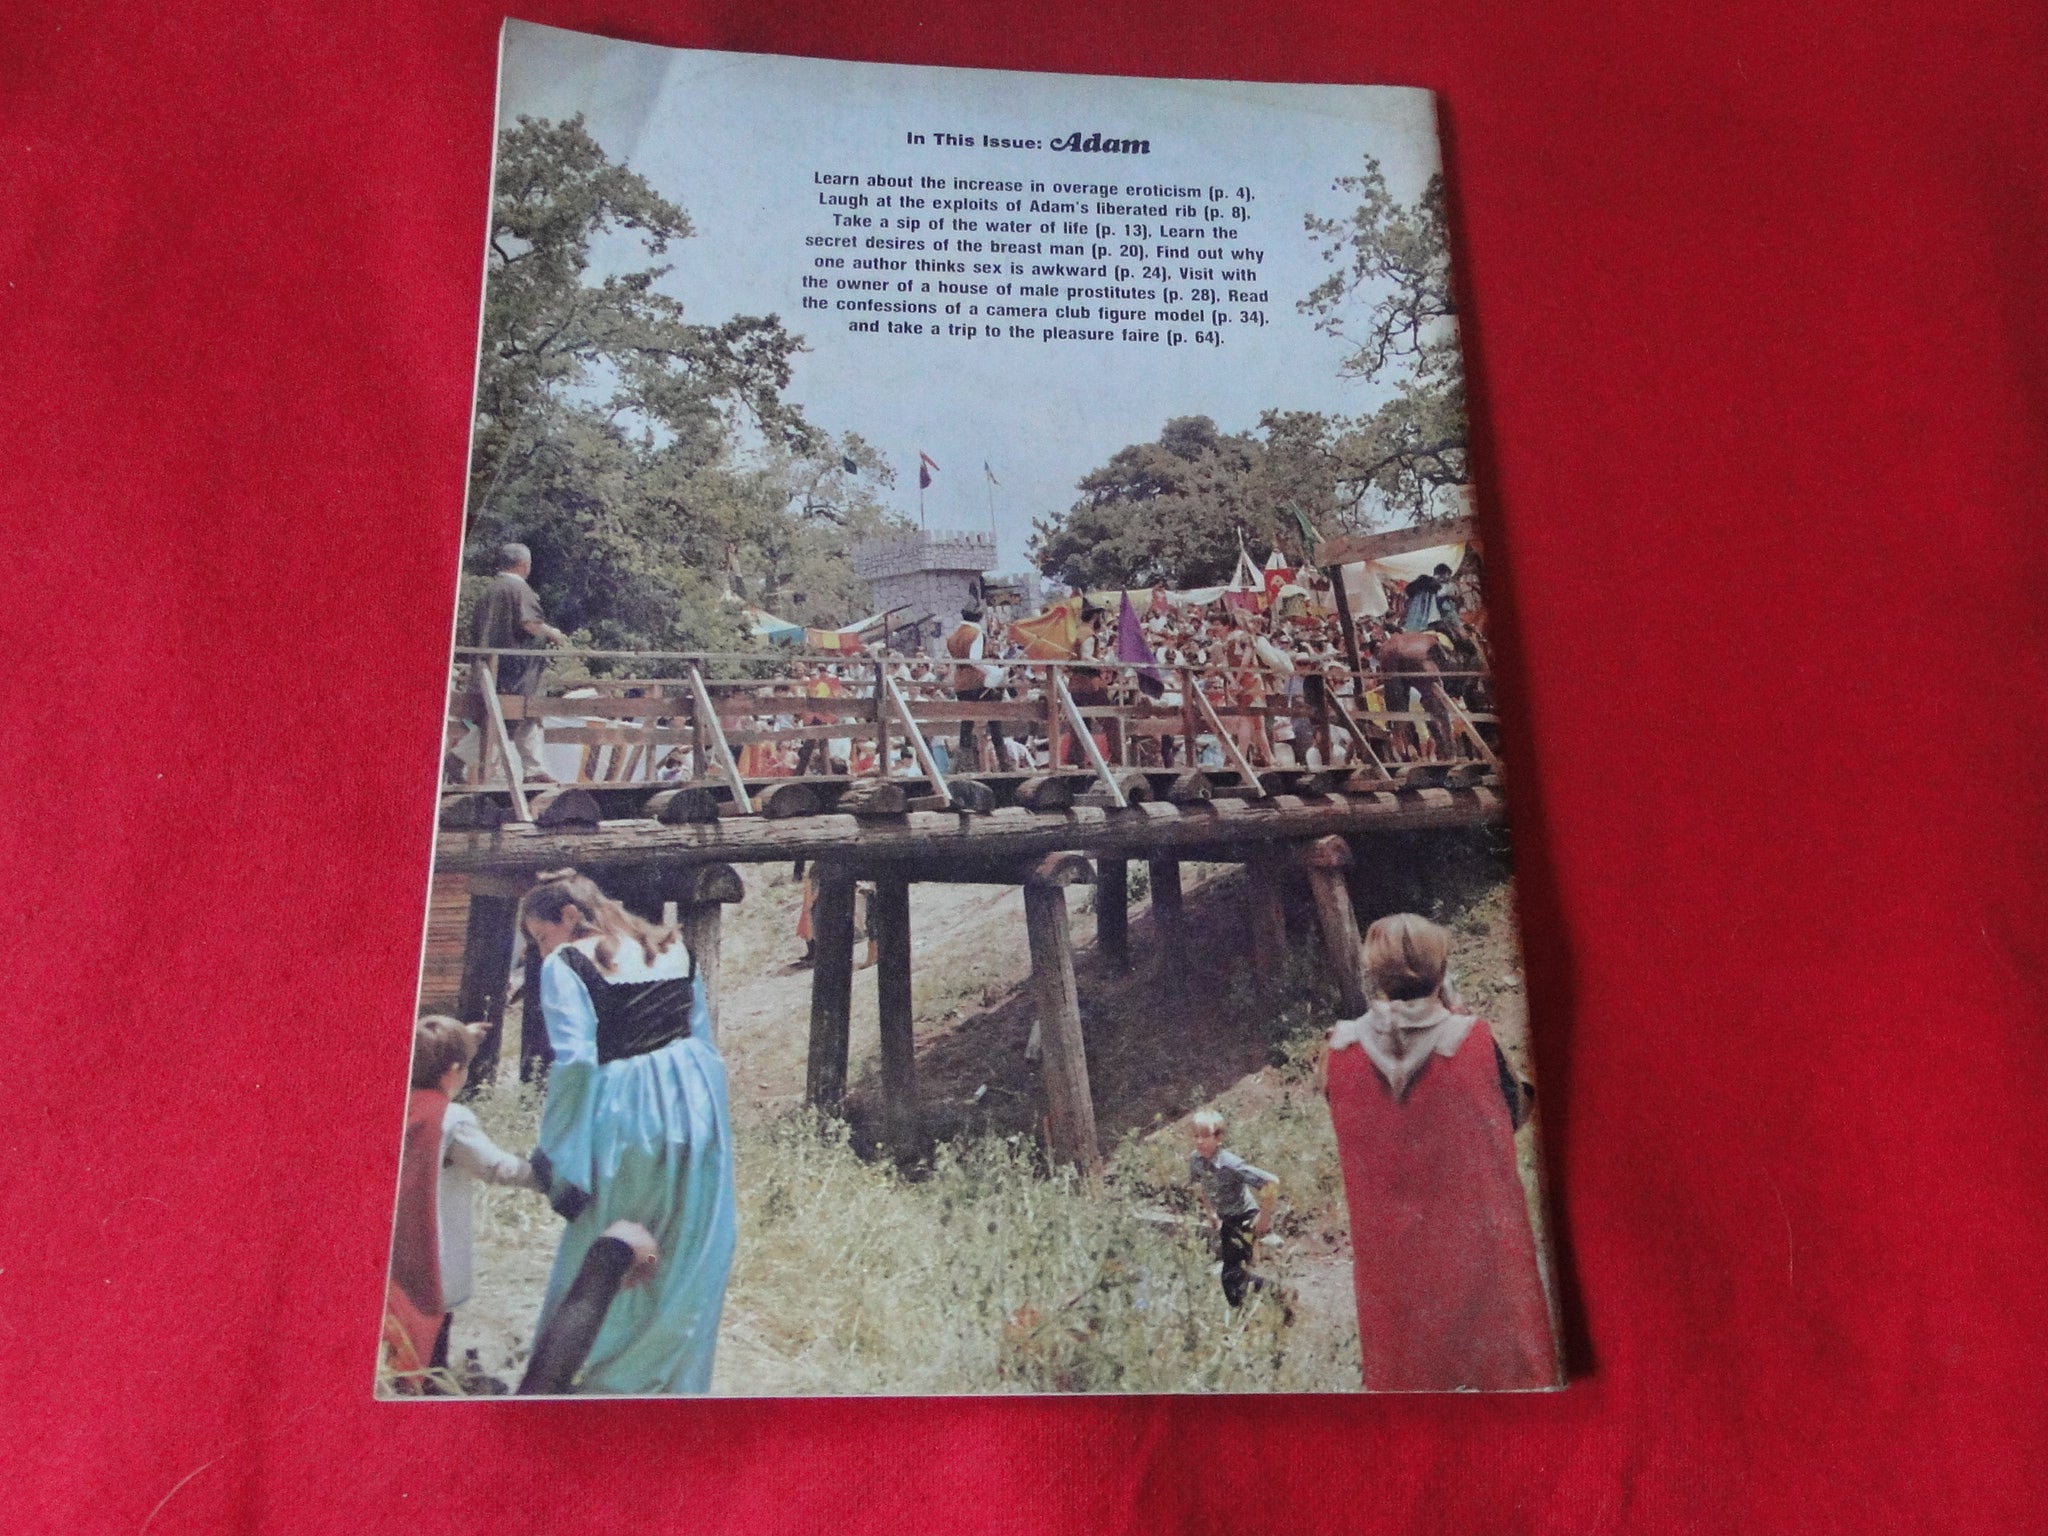 In This Issue: Adam
Learn about the increase in overage eroticism (p. 4),
Laugh at the exploits of Adam's liberated rib (p. 8),
Take a sip of the water of life (p. 13), Learn the
secret desires of the breast man (p. 20), Find out why
one author thinks sex is awkward (p. 24), Visit with
the owner of a house of male prostitutes (p. 28), Read
the confessions of a camera club figure model (p. 34),
and take a trip to the pleasure faire (p. 64).